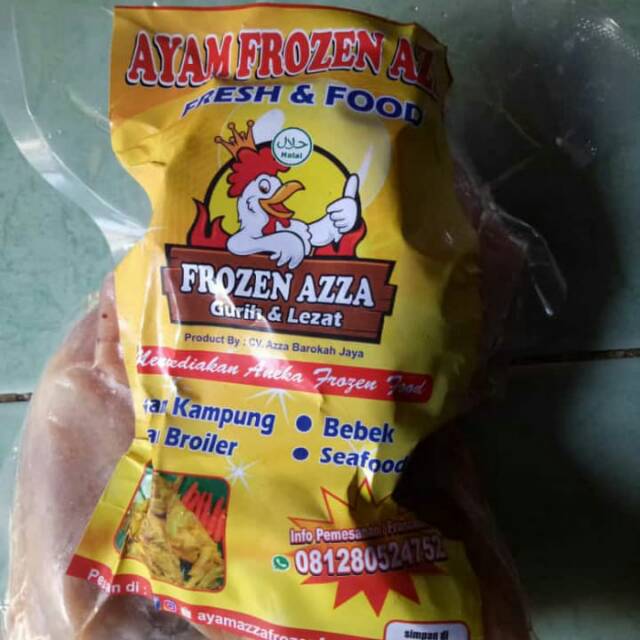 AYAM FROZEN AZ
FRESH & FOOD
حلال
Halal
FROZEN AZZA
Gurih & Lezat
Product By : CV. Azza Barokah Jaya
Menyediakan Aneka Frozen Food
Kampung
• Bebek
Broiler
• Seafood
Info Pemesanan
081280524752
Pesan di :
simpan di